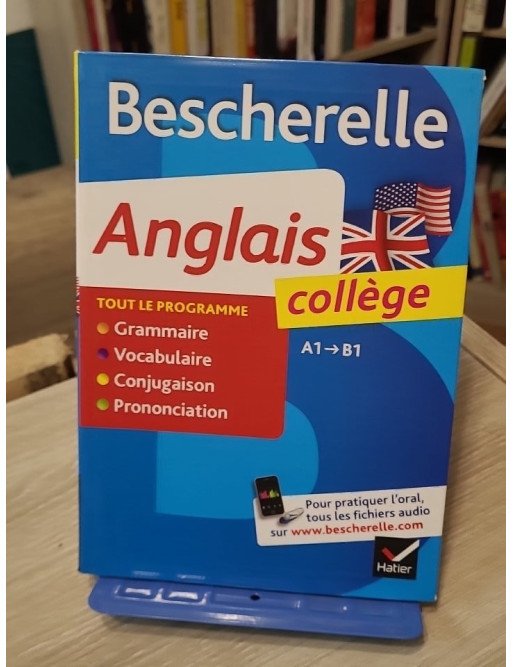 Bescherelle
Anglais
collège
TOUT LE PROGRAMME
Grammaire
Vocabulaire
Conjugaison
Prononciation
A1→B1
Pour pratiquer l'oral,
tous les fichiers audio
sur www.bescherelle.com
Hatier